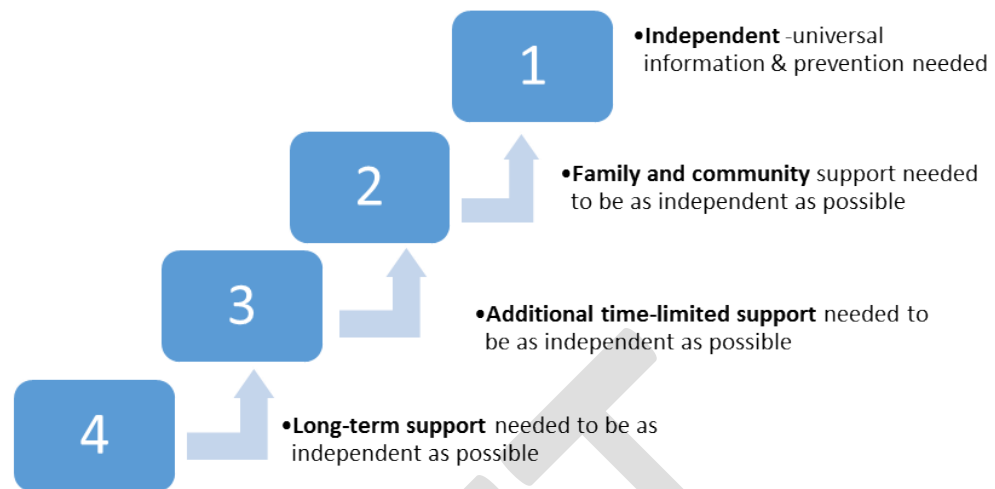 1
•Independent -universal
information & prevention needed
2
•Family and community support needed
to be as independent as possible
3
•Additional time-limited support needed to
be as independent as possible
4
•Long-term support needed to be as
independent as possible